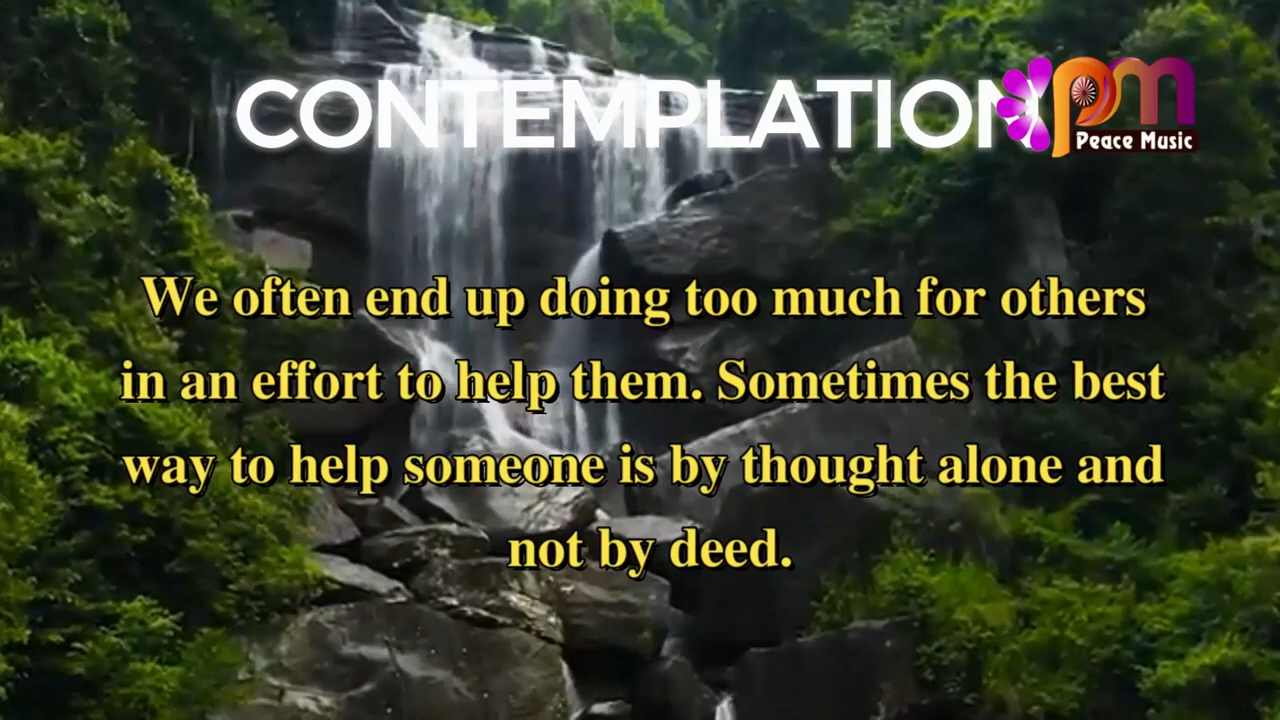 CONTEMPLATION
pm
Peace Music
We often end up doing too much for others
in an effort to help them. Sometimes the best
way to help someone is by thought alone and
not by deed.